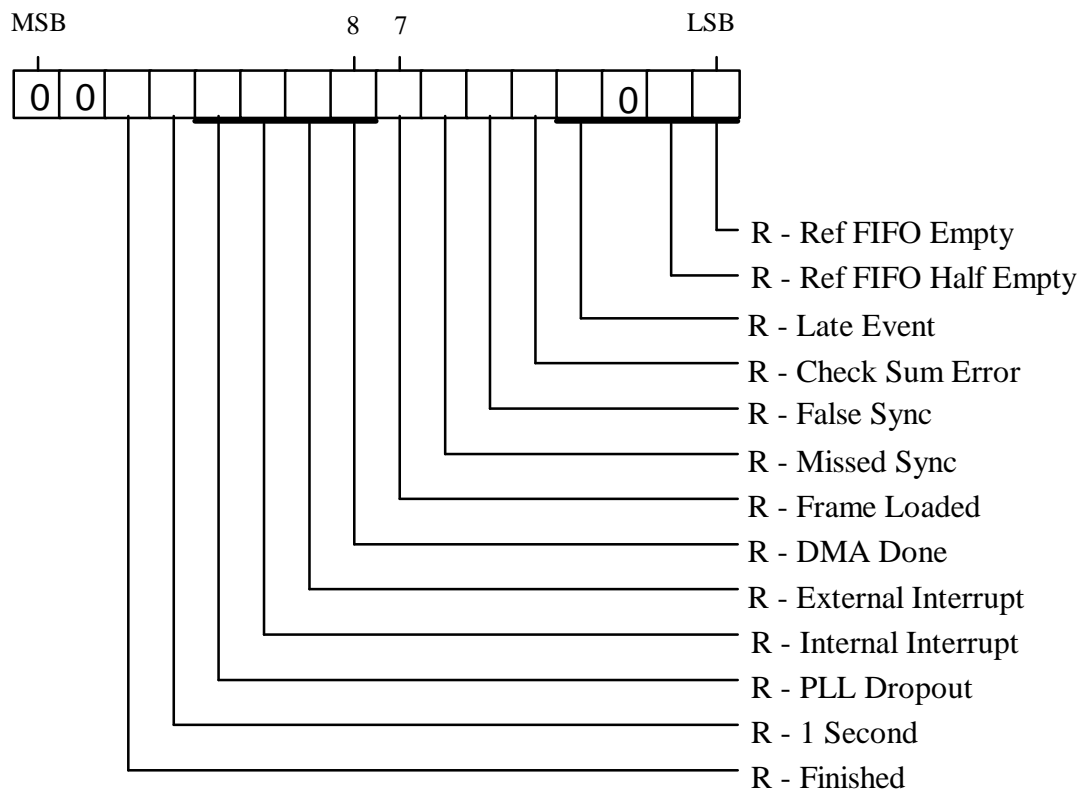 MSB 8 7 LSB
0 0 0
R - Ref FIFO Empty
R - Ref FIFO Half Empty
R - Late Event
R - Check Sum Error
R - False Sync
R - Missed Sync
R - Frame Loaded
R - DMA Done
R - External Interrupt
R - Internal Interrupt
R - PLL Dropout
R - 1 Second
R - Finished